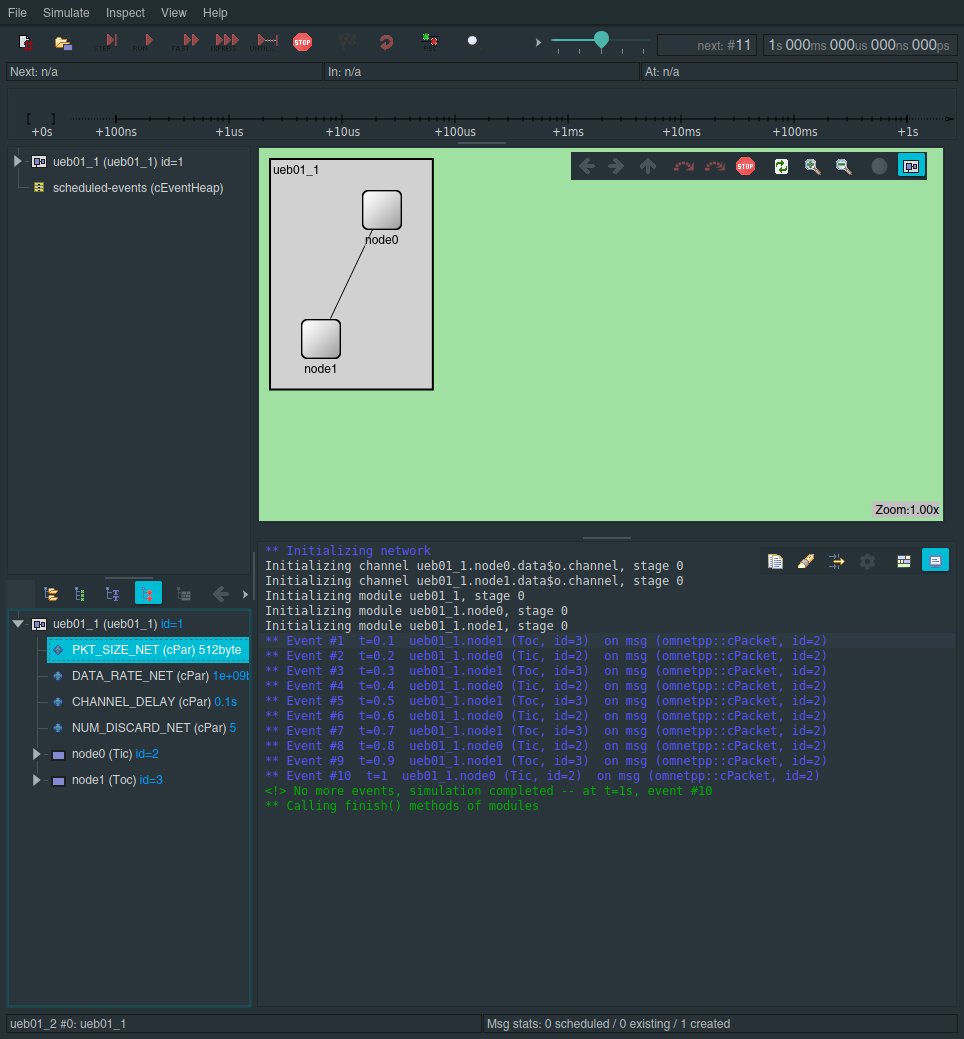 File Simulate Inspect View Help
STEP RUN FAST
STOP
next: #11
1s 000ms 000us 000ns 000ps
Next: n/a
In: n/a
At: n/a
+0s +100ns +1us +10us +100us +1ms +10ms +100ms +1s
ueb01_1 (ueb01_1) id=1
scheduled-events (cEventHeap)
ueb01_1
STOP
node0
node1
Zoom:1.00x
ueb01_1 (ueb01_1) id=1
PKT_SIZE_NET (cPar) 512byte
DATA_RATE_NET (cPar) 1e+09
CHANNEL_DELAY (cPar) 0.1s
NUM_DISCARD_NET (cPar) 5
node0 (Tic) id=2
node1 (Toc) id=3
** Initializing network
Initializing channel ueb01_1.node0.data$o.channel, stage 0
Initializing channel ueb01_1.node1.data$o.channel, stage 0
Initializing module ueb01_1, stage 0
Initializing module ueb01_1.node0, stage 0
Initializing module ueb01_1.node1, stage 0
** Event #1  t=0.1  ueb01_1.node1 (Toc, id=3)  on msg (omnetpp::cPacket, id=2)
** Event #2  t=0.2  ueb01_1.node0 (Tic, id=2)  on msg (omnetpp::cPacket, id=2)
** Event #3  t=0.3  ueb01_1.node1 (Toc, id=3)  on msg (omnetpp::cPacket, id=2)
** Event #4  t=0.4  ueb01_1.node0 (Tic, id=2)  on msg (omnetpp::cPacket, id=2)
** Event #5  t=0.5  ueb01_1.node1 (Toc, id=3)  on msg (omnetpp::cPacket, id=2)
** Event #6  t=0.6  ueb01_1.node0 (Tic, id=2)  on msg (omnetpp::cPacket, id=2)
** Event #7  t=0.7  ueb01_1.node1 (Toc, id=3)  on msg (omnetpp::cPacket, id=2)
** Event #8  t=0.8  ueb01_1.node0 (Tic, id=2)  on msg (omnetpp::cPacket, id=2)
** Event #9  t=0.9  ueb01_1.node1 (Toc, id=3)  on msg (omnetpp::cPacket, id=2)
** Event #10  t=1  ueb01_1.node0 (Tic, id=2)  on msg (omnetpp::cPacket, id=2)
<!> No more events, simulation completed -- at t=1s, event #10
** Calling finish() methods of modules
ueb01_2 #0: ueb01_1
Msg stats: 0 scheduled / 0 existing / 1 created